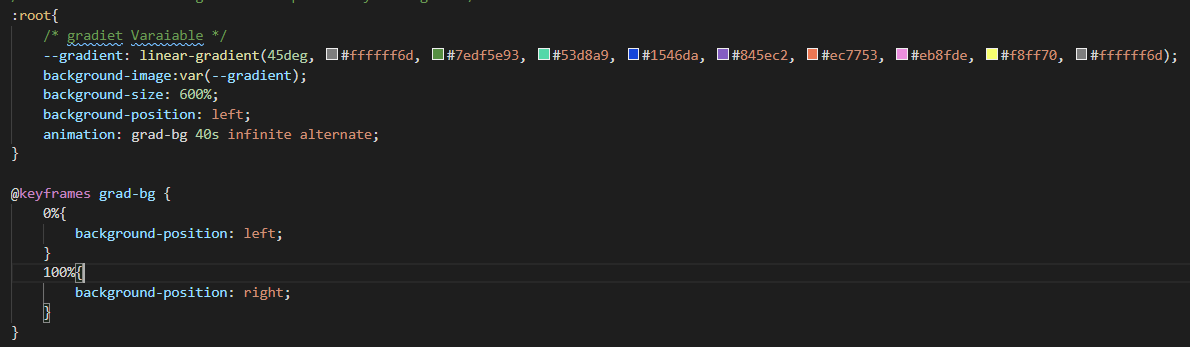 :root{
/* gradiet Varaiable */
--gradient: linear-gradient(45deg, #ffffff6d, #7edf5e93, #53d8a9, #1546da, #845ec2, #ec7753, #eb8fde, #f8ff70, #ffffff6d);
background-image:var(--gradient);
background-size: 600%;
background-position: left;
animation: grad-bg 40s infinite alternate;
}
@keyframes grad-bg {
0%{
background-position: left;
}
100%{
background-position: right;
}
}